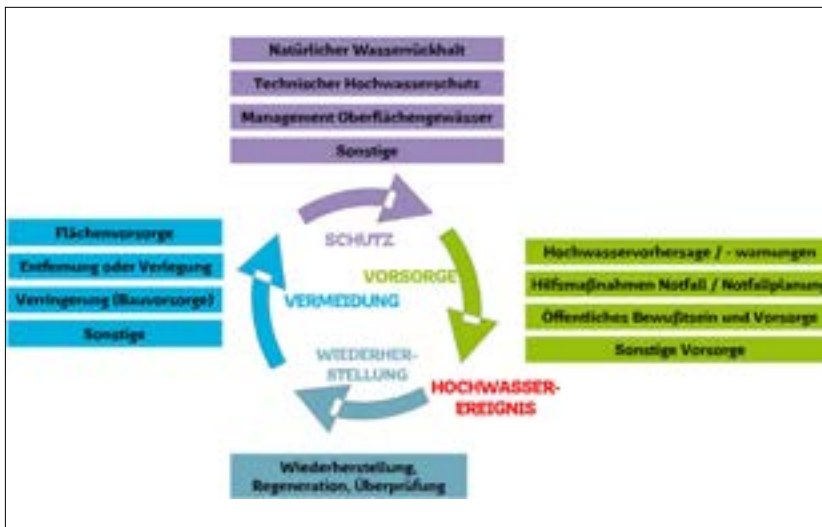 Natürlicher Wasserrückhalt
Technischer Hochwasserschutz
Management Oberflächengewässer
Sonstige
SCHUTZ
Flächenvorsorge
Entfernung oder Verlegung
Verringerung (Bauvorsorge)
Sonstige
VERMEIDUNG
VORSORGE
Hochwasservorhersage / - warnungen
Hilfsmaßnahmen Notfall / Notfallplanung
Öffentliches Bewußtsein und Vorsorge
Sonstige Vorsorge
WIEDERHER-
STELLUNG
HOCHWASSER-
EREIGNIS
Wiederherstellung,
Regeneration, Überprüfung